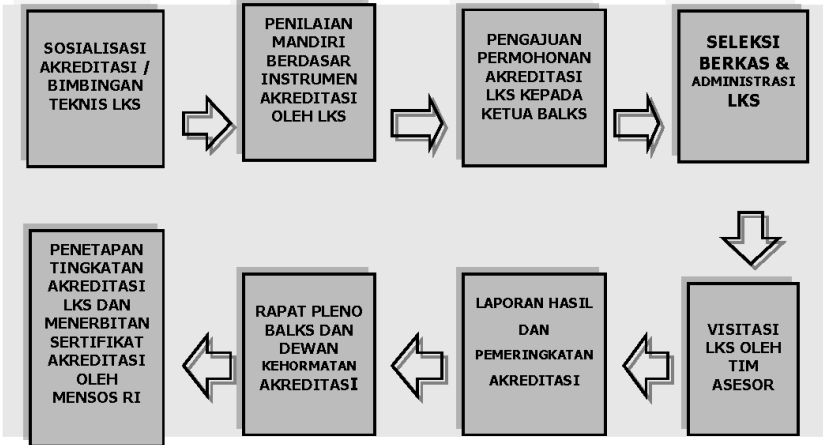 SOSIALISASI
AKREDITASI /
BIMBINGAN
TEKNIS LKS
PENILAIAN
MANDIRI
BERDASAR
INSTRUMEN
AKREDITASI
OLEH LKS
PENGAJUAN
PERMOHONAN
AKREDITASI
LKS KEPADA
KETUA BALKS
SELEKSI
BERKAS &
ADMINISTRASI
LKS
VISITASI
LKS OLEH
TIM
ASESOR
LAPORAN HASIL
DAN
PEMERINGKATAN
AKREDITASI
RAPAT PLENO
BALKS DAN
DEWAN
KEHORMATAN
AKREDITASI
PENETAPAN
TINGKATAN
AKREDITASI
LKS DAN
MENERBITAN
SERTIFIKAT
AKREDITASI
OLEH
MENSOS RI